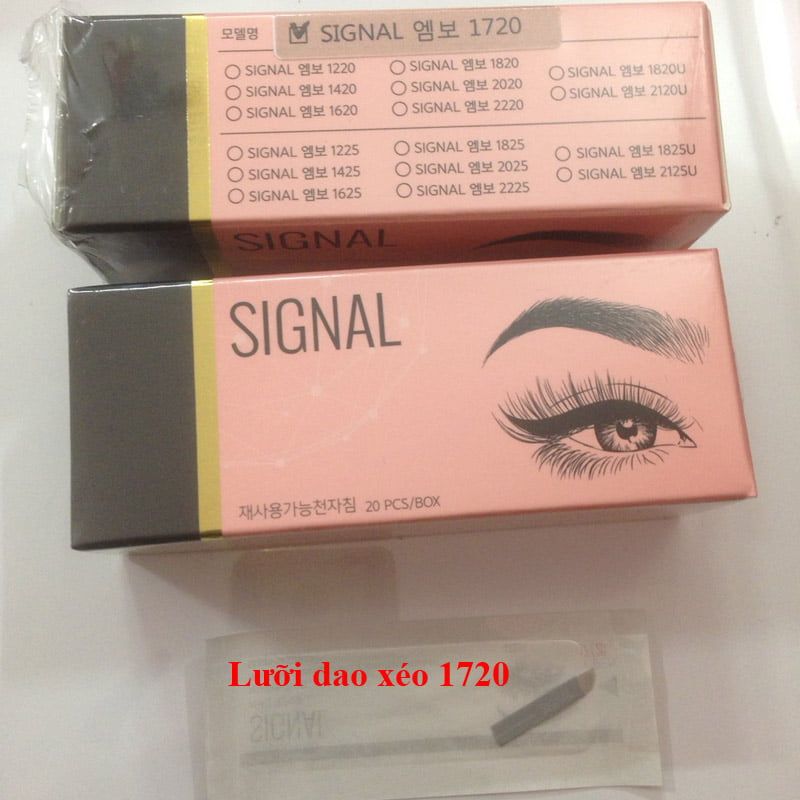 모델명 SIGNAL 엠보 1720
SIGNAL 엠보 1220 SIGNAL 엠보 1820 SIGNAL 엠보 1820U
SIGNAL 엠보 1420 SIGNAL 엠보 2020 SIGNAL 엠보 2120U
SIGNAL 엠보 1620 SIGNAL 엠보 2220
SIGNAL 엠보 1225 SIGNAL 엠보 1825 SIGNAL 엠보 1825U
SIGNAL 엠보 1425 SIGNAL 엠보 2025 SIGNAL 엠보 2125U
SIGNAL 엠보 1625 SIGNAL 엠보 2225
SIGNAL
SIGNAL
재사용가능천자침 20 PCS/BOX
Lưỡi dao xéo 1720
SIGNAL